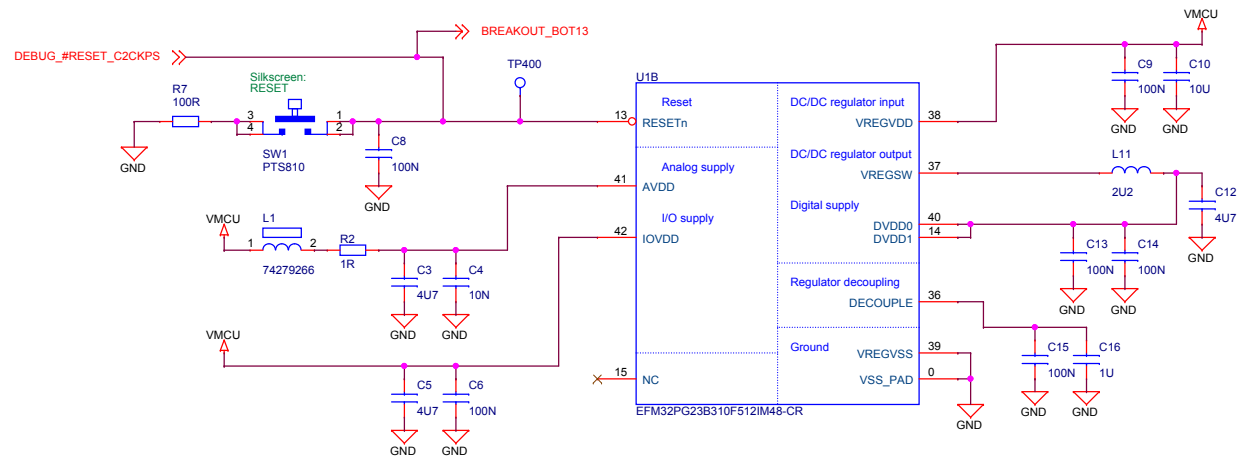 BREAKOUT_BOT13
DEBUG_#RESET_C2CKPS
VMCU
Silkscreen:
RESET
TP400
U1B
R7
100R
3
4
1
2
SW1
PTS810
GND
C8
100N
GND
13
RESETn
Reset
DC/DC regulator input
VREGVDD
38
C9
100N
C10
10U
GND
GND
Analog supply
41
AVDD
DC/DC regulator output
VREGSW
37
L11
2U2
C12
4U7
GND
I/O supply
42
IOVDD
Digital supply
DVDD0
DVDD1
40
14
C13
100N
C14
100N
GND
GND
VMCU
L1
1
2
74279266
R2
1R
C3
4U7
C4
10N
GND
GND
Regulator decoupling
DECOUPLE
36
C15
100N
C16
1U
GND
GND
VMCU
C5
4U7
C6
100N
GND
GND
Ground
VREGVSS
39
VSS_PAD
0
GND
15
NC
EFM32PG23B310F512IM48-CR